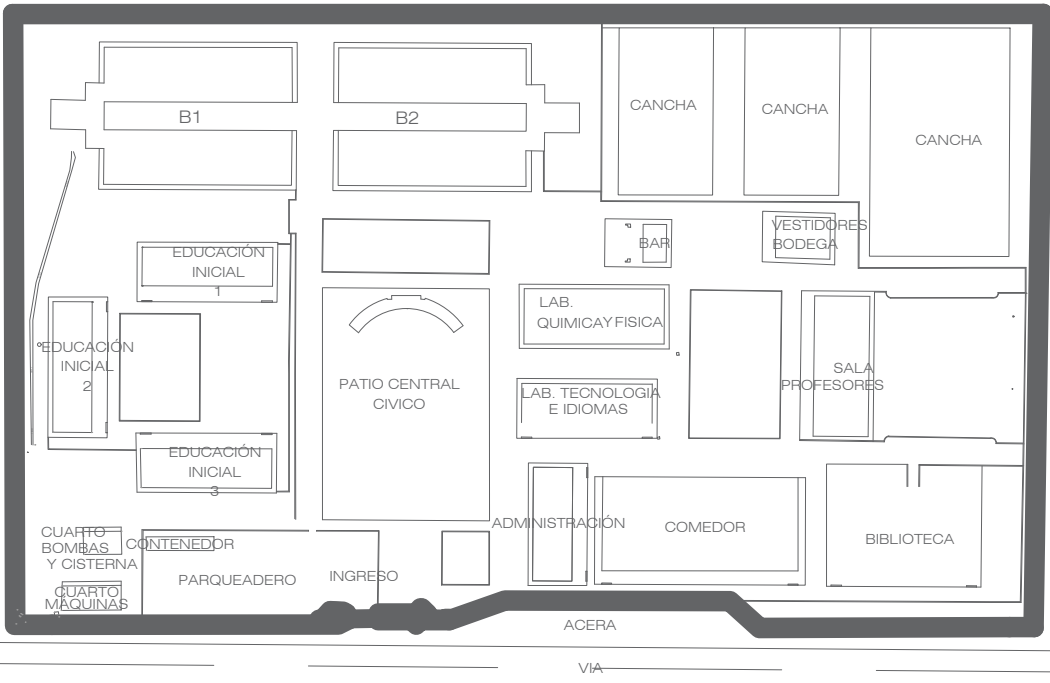 B1
B2
CANCHA
CANCHA
CANCHA
EDUCACIÓN
INICIAL
1
BAR
VESTIDORES
BODEGA
LAB.
QUIMICAYFISICA
EDUCACIÓN
INICIAL
2
PATIO CENTRAL
CIVICO
LAB. TECNOLOGIA
E IDIOMAS
SALA
PROFESORES
EDUCACIÓN
INICIAL
3
CUARTO
BOMBAS
Y CISTERNA
CONTENEDOR
ADMINISTRACIÓN
COMEDOR
BIBLIOTECA
CUARTO
MAQUINAS
PARQUEADERO
INGRESO
ACERA
VIA